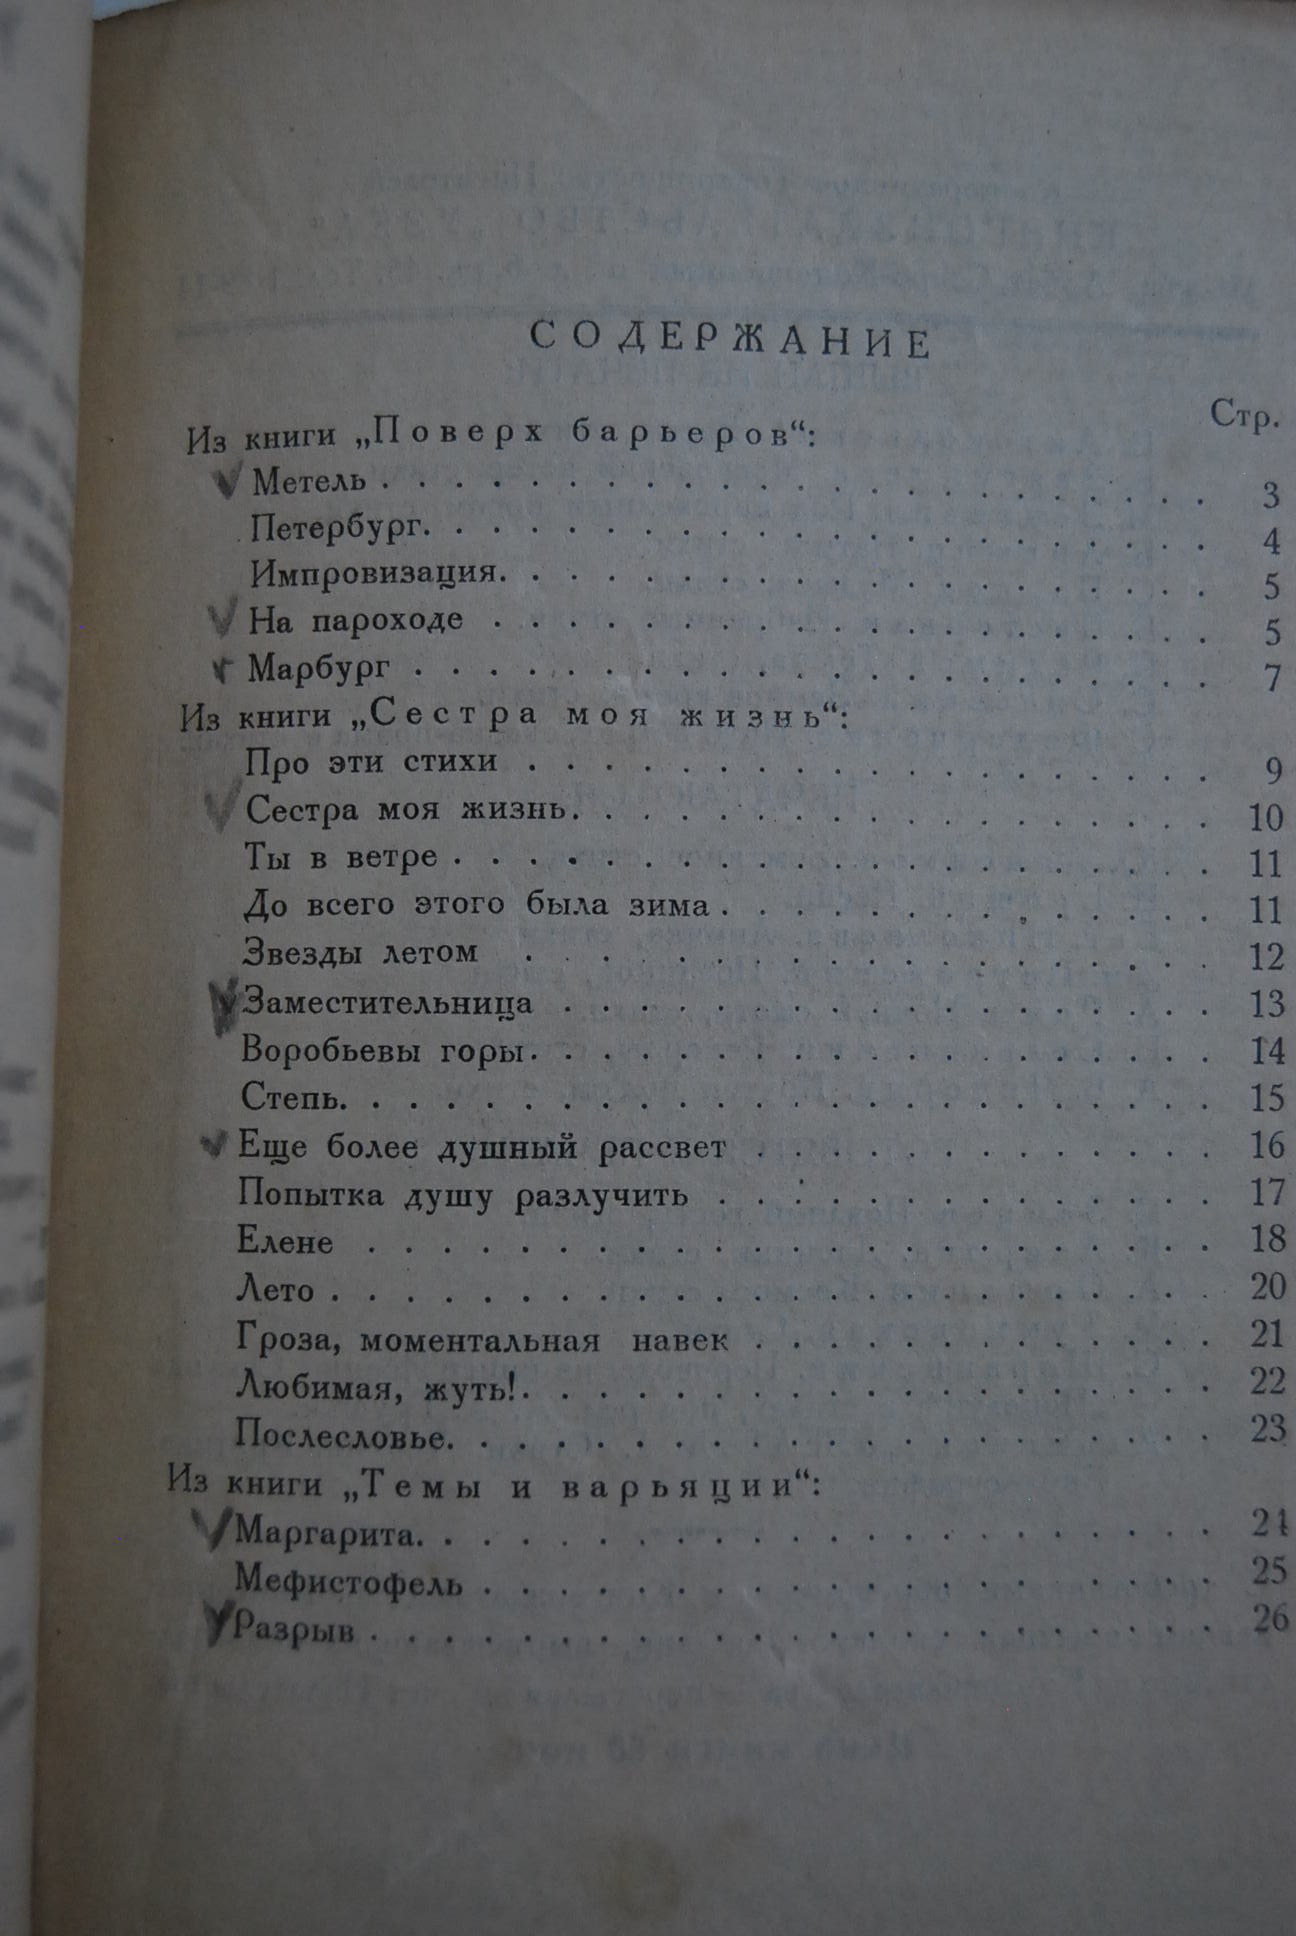 СОДЕРЖАНИЕ
Стр.
Из книги „Поверх барьеров“:
Метель . . . . . . . . . . . . . . . . . . . . . 3
Петербург. . . . . . . . . . . . . . . . . . . . 4
Импровизация. . . . . . . . . . . . . . . . . . . 5
На пароходе . . . . . . . . . . . . . . . . . . . 5
Марбург . . . . . . . . . . . . . . . . . . . . . 7
Из книги „Сестра моя жизнь“:
Про эти стихи . . . . . . . . . . . . . . . . . . 9
Сестра моя жизнь. . . . . . . . . . . . . . . . . 10
Ты в ветре . . . . . . . . . . . . . . . . . . . . 11
До всего этого была зима . . . . . . . . . . . . . 11
Звезды летом . . . . . . . . . . . . . . . . . . 12
Заместительница . . . . . . . . . . . . . . . . . 13
Воробьевы горы. . . . . . . . . . . . . . . . . . 14
Степь. . . . . . . . . . . . . . . . . . . . . . . 15
Еще более душный рассвет . . . . . . . . . . . . 16
Попытка душу разлучить . . . . . . . . . . . . . 17
Елене . . . . . . . . . . . . . . . . . . . . . . 18
Лето . . . . . . . . . . . . . . . . . . . . . . . 20
Гроза, моментальная навек . . . . . . . . . . . . 21
Любимая, жуть!. . . . . . . . . . . . . . . . . . 22
Послесловье. . . . . . . . . . . . . . . . . . . . 23
Из книги „Темы и варьяции“:
Маргарита. . . . . . . . . . . . . . . . . . . . . 24
Мефистофель . . . . . . . . . . . . . . . . . . . 25
Разрыв . . . . . . . . . . . . . . . . . . . . . . 26